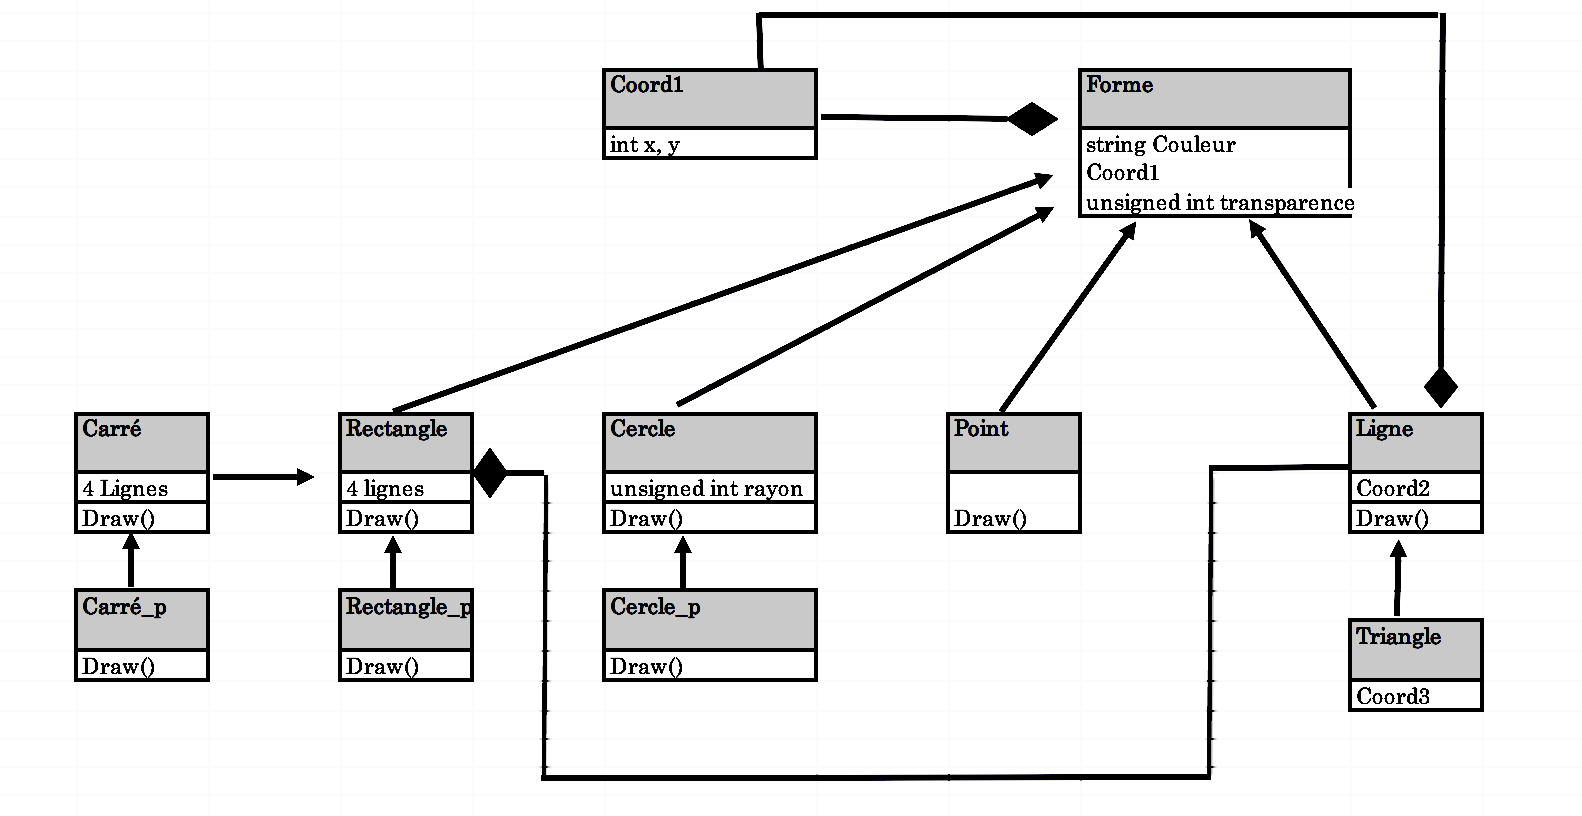 Coord1
int x, y
Forme
string Couleur
Coord1
unsigned int transparence
Carré
4 Lignes
Draw()
Rectangle
4 lignes
Draw()
Cercle
unsigned int rayon
Draw()
Point
Draw()
Ligne
Coord2
Draw()
Carré_p
Draw()
Rectangle_p
Draw()
Cercle_p
Draw()
Triangle
Coord3